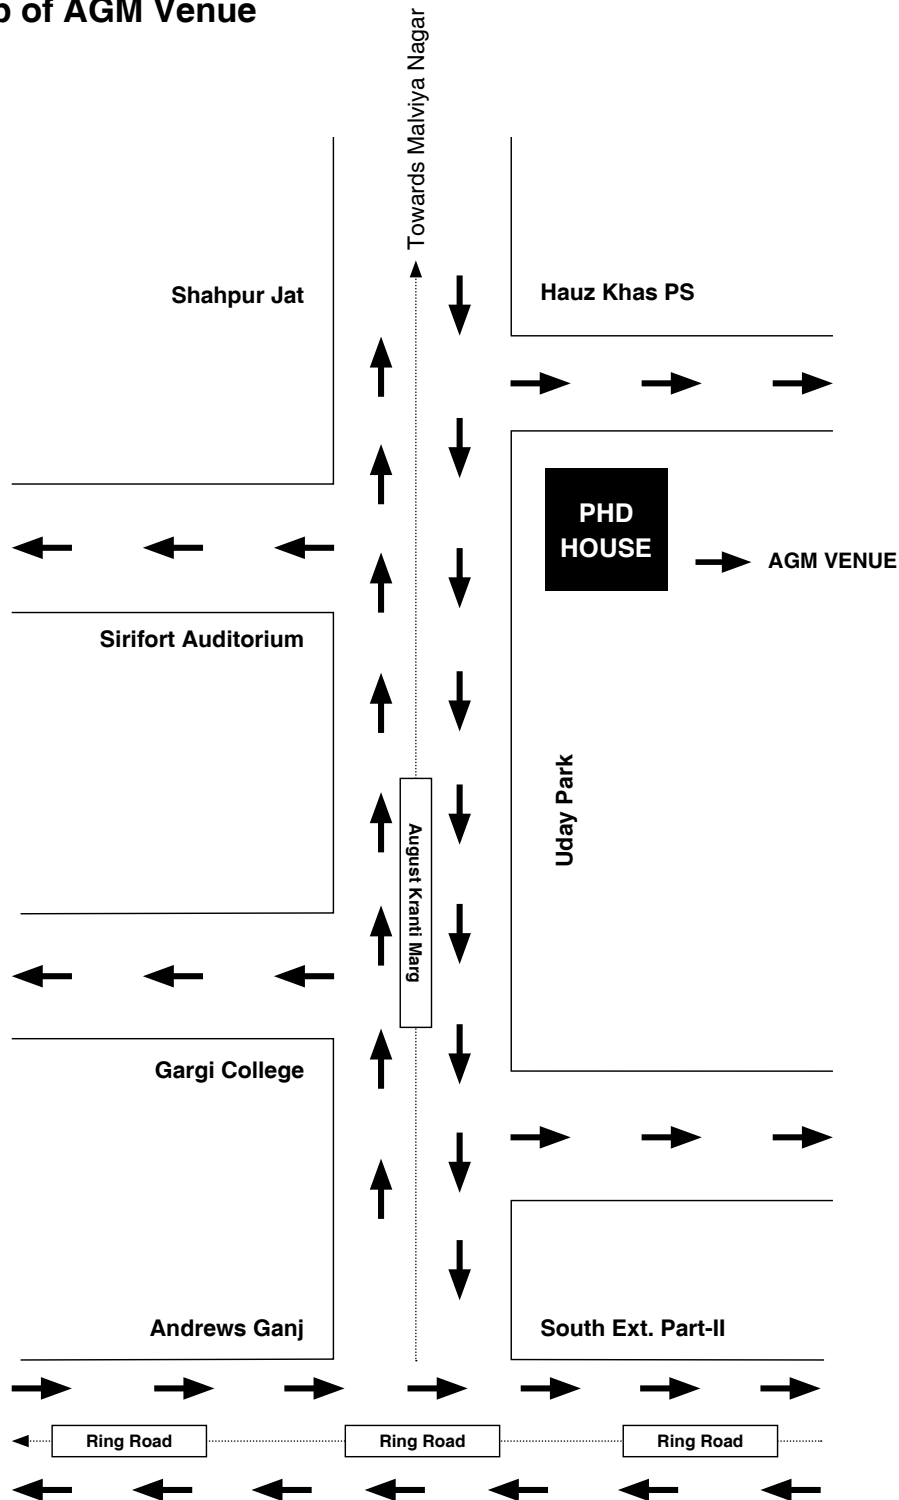 of AGM Venue
Towards Malviya Nagar
Shahpur Jat
Hauz Khas PS
PHD
HOUSE
AGM VENUE
Sirifort Auditorium
Uday Park
August Kranti Marg
Gargi College
Andrews Ganj
South Ext. Part-II
Ring Road
Ring Road
Ring Road